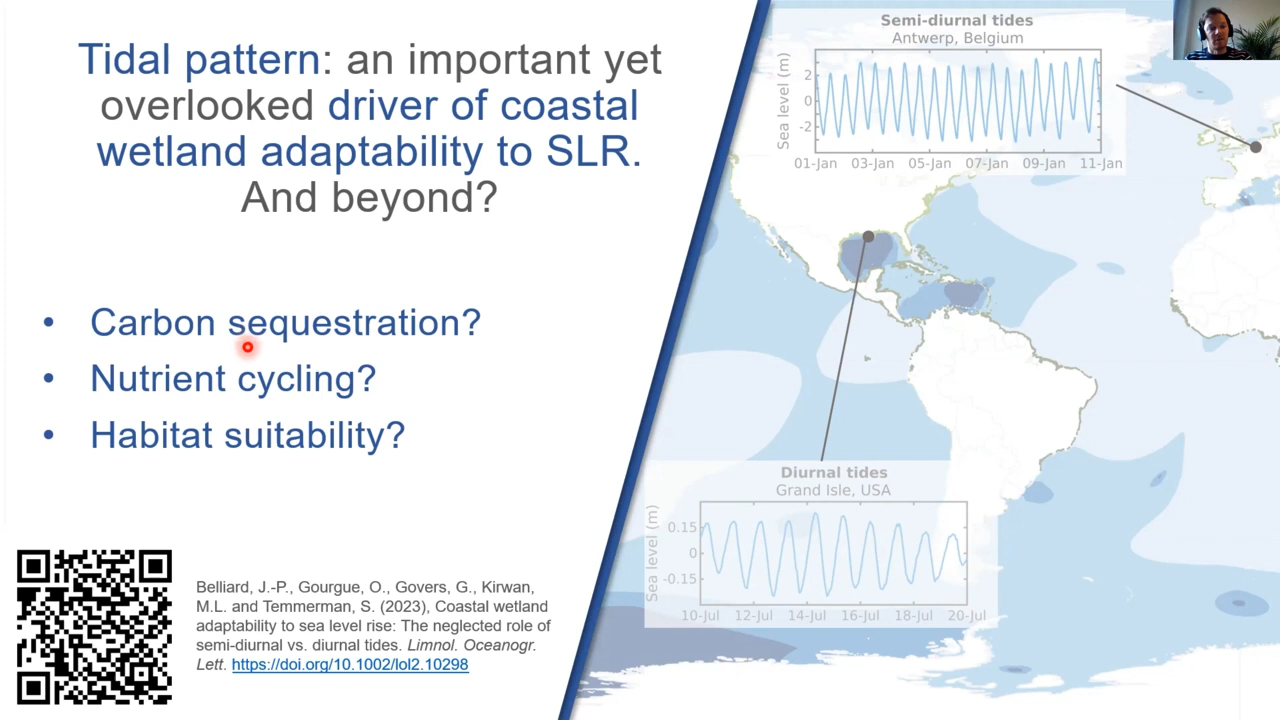 Tidal pattern: an important yet
overlooked driver of coastal
wetland adaptability to SLR.
And beyond?
• Carbon sequestration?
• Nutrient cycling?
• Habitat suitability?
Belliard, J.-P., Gourgue, O., Govers, G., Kirwan,
M.L. and Temmerman, S. (2023), Coastal wetland
adaptability to sea level rise: The neglected role of
semi-diurnal vs. diurnal tides. Limnol. Oceanogr.
Lett. https://doi.org/10.1002/lol2.10298
Semi-diurnal tides
Antwerp, Belgium
Sea level (m)
2
0
-2
01-Jan 03-Jan 05-Jan 07-Jan 09-Jan 11-Jan
Diurnal tides
Grand Isle, USA
Sea level (m)
0.15
0
-0.15
10-Jul 12-Jul 14-Jul 16-Jul 18-Jul 20-Jul